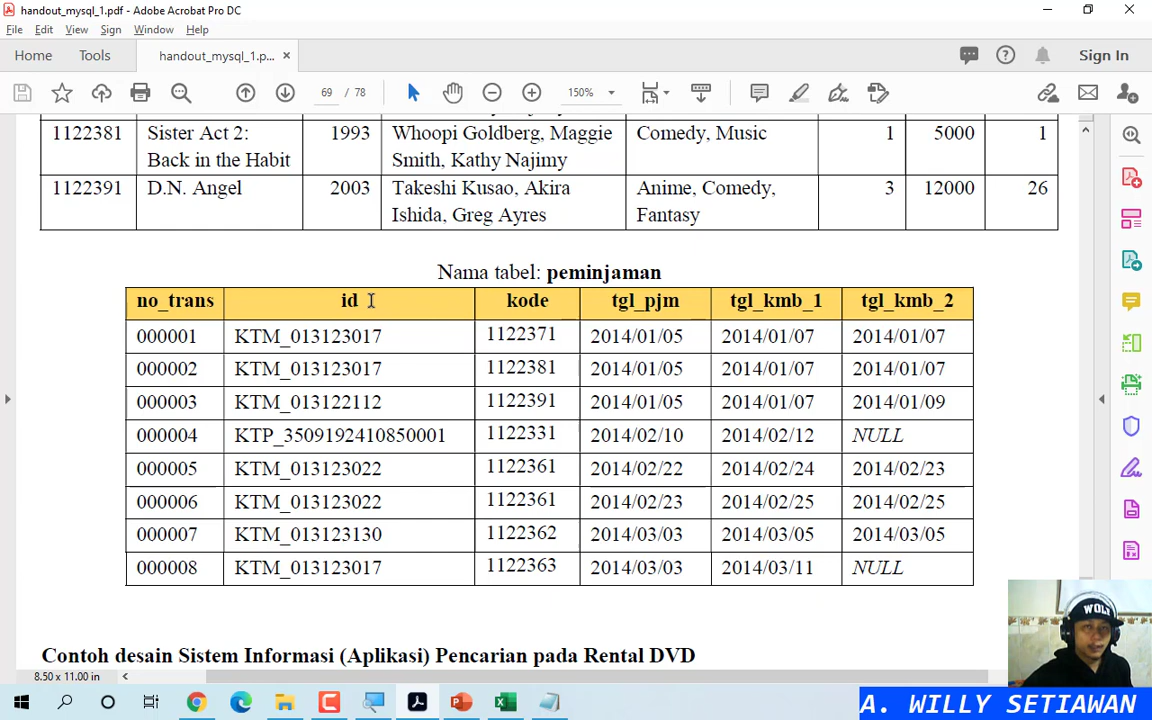 handout_mysql_1.pdf - Adobe Acrobat Pro DC
File Edit View Sign Window Help
Home Tools handout_mysql_1.p... × Sign In
69 / 78 150%
1122381 Sister Act 2: 1993 Whoopi Goldberg, Maggie Comedy, Music 1 5000 1
Back in the Habit Smith, Kathy Najimy
1122391 D.N. Angel 2003 Takeshi Kusao, Akira Anime, Comedy, 3 12000 26
Ishida, Greg Ayres Fantasy
Nama tabel: peminjaman
no_trans id kode tgl_pjm tgl_kmb_1 tgl_kmb_2
000001 KTM_013123017 1122371 2014/01/05 2014/01/07 2014/01/07
000002 KTM_013123017 1122381 2014/01/05 2014/01/07 2014/01/07
000003 KTM_013122112 1122391 2014/01/05 2014/01/07 2014/01/09
000004 KTP_3509192410850001 1122331 2014/02/10 2014/02/12 NULL
000005 KTM_013123022 1122361 2014/02/22 2014/02/24 2014/02/23
000006 KTM_013123022 1122361 2014/02/23 2014/02/25 2014/02/25
000007 KTM_013123130 1122362 2014/03/03 2014/03/05 2014/03/05
000008 KTM_013123017 1122363 2014/03/03 2014/03/11 NULL
WOLF
Contoh desain Sistem Informasi (Aplikasi) Pencarian pada Rental DVD
8.50 x 11.00 in
A. WILLY SETIAWAN